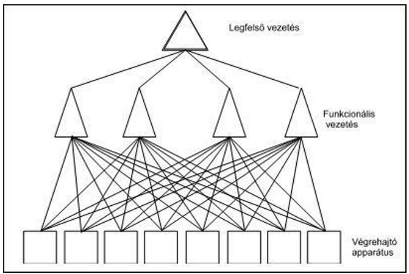 Legfelső vezetés
Funkcionális
vezetés
Végrehajtó
apparátus